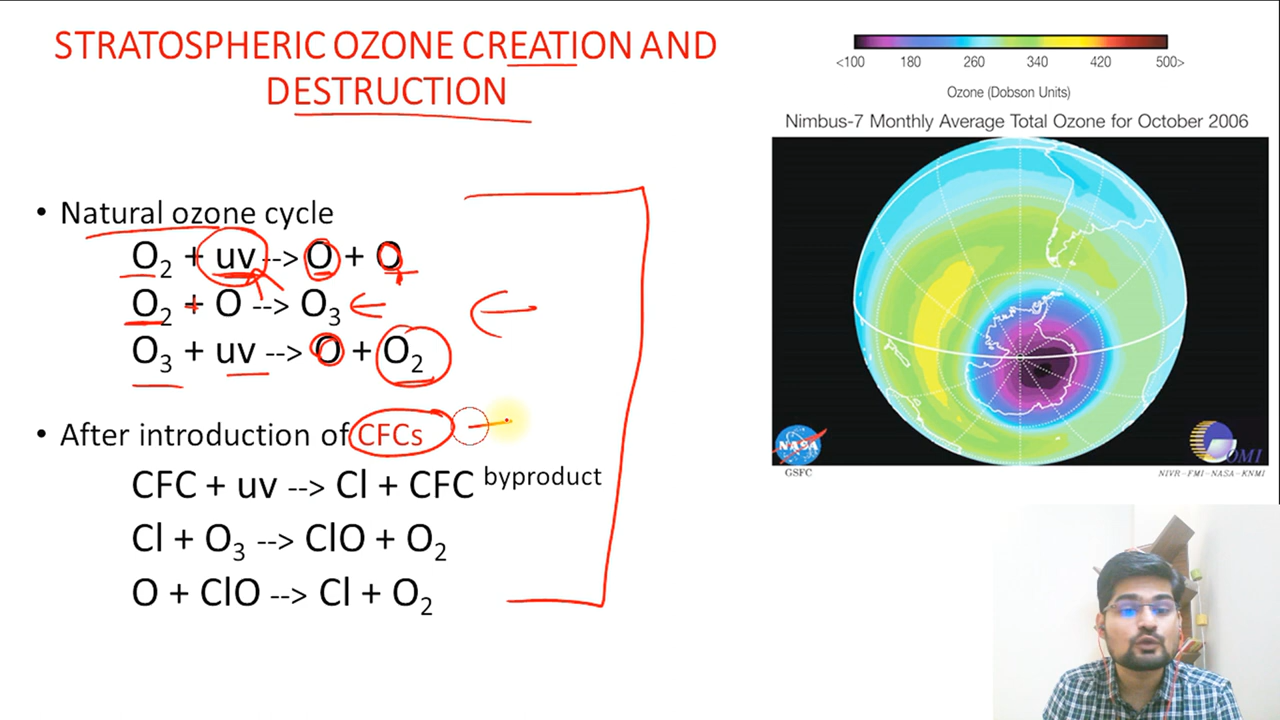 STRATOSPHERIC OZONE CREATION AND
DESTRUCTION
• Natural ozone cycle
O₂ + uv --> O + O
O₂ + O --> O₃
O₃ + uv --> O + O₂
• After introduction of CFCs
CFC + uv --> Cl + CFC byproduct
Cl + O₃ --> ClO + O₂
O + ClO --> Cl + O₂
<100 180 260 340 420 500>
Ozone (Dobson Units)
Nimbus-7 Monthly Average Total Ozone for October 2006
NASA
GSFC
OMI
NIVR-FMI-NASA-KNMI